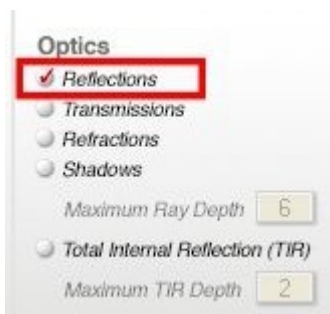 Optics
Reflections
Transmissions
Refractions
Shadows
Maximum Ray Depth 6
Total Internal Reflection (TIR)
Maximum TIR Depth 2